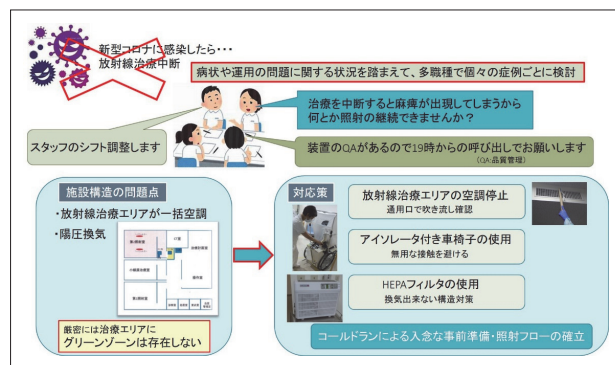 新型コロナに感染したら・・・
放射線治療中断
病状や運用の問題に関する状況を踏まえて、多職種で個々の症例ごとに検討
治療を中断すると麻痺が出現してしまうから
何とか照射の継続できませんか？
スタッフのシフト調整します
装置のQAがあるので19時からの呼び出しでお願いします
(QA:品質管理)
施設構造の問題点
・放射線治療エリアが一括空調
・陽圧換気
厳密には治療エリアに
グリーンゾーンは存在しない
対応策
放射線治療エリアの空調停止
通用口で吹き流し確認
アイソレータ付き車椅子の使用
無用な接触を避ける
HEPAフィルタの使用
換気出来ない構造対策
コールドランによる入念な事前準備・照射フローの確立